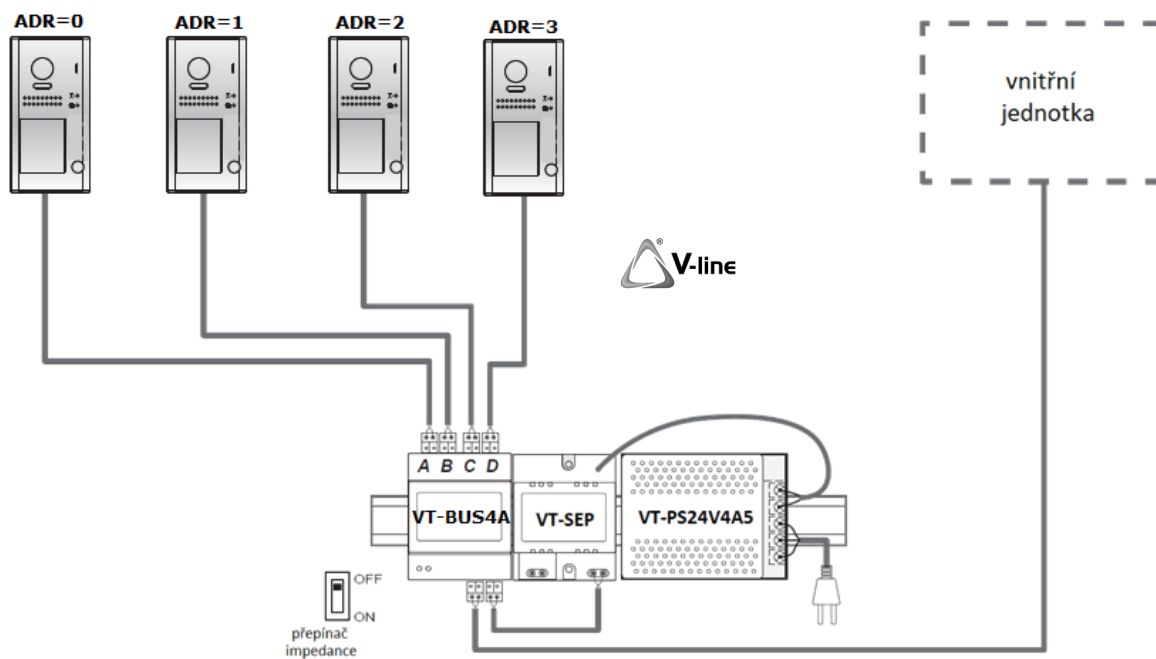 ADR=0
ADR=1
ADR=2
ADR=3
vnitřní
jednotka
® V-line
A B C D
VT-BUS4A
VT-SEP
VT-PS24V4A5
OFF
ON
přepínač
impedance